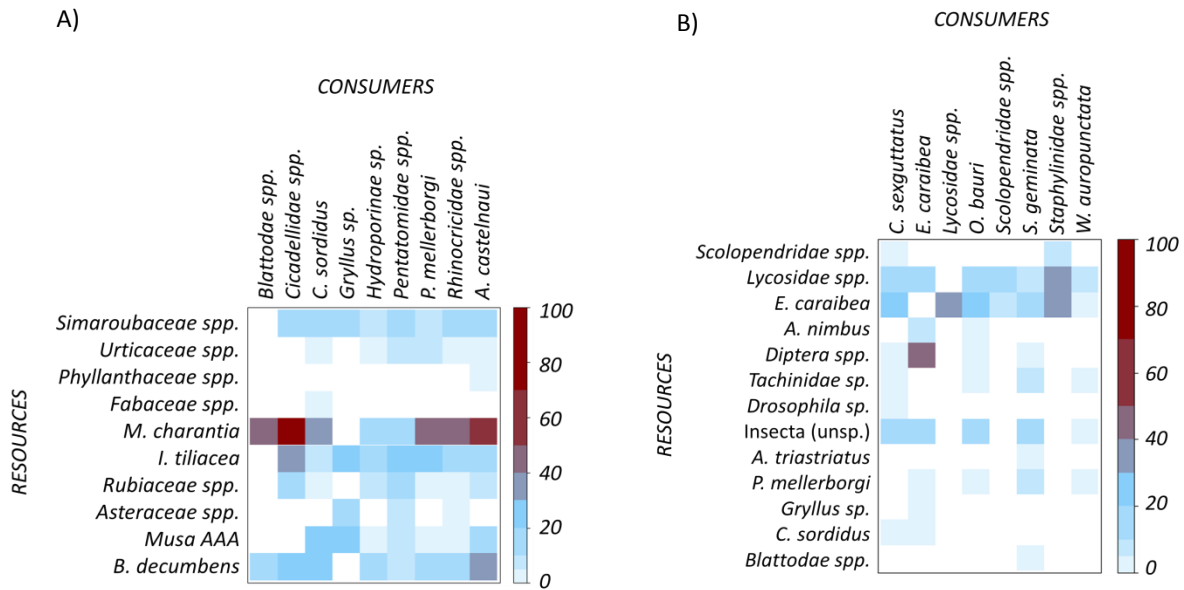 A)
CONSUMERS
Blattodae spp.
Cicadellidae spp.
C. sordidus
Gryllus sp.
Hydroporinae sp.
Pentatomidae spp.
P. mellerborgi
Rhinocricidae spp.
A. castelnaui
RESOURCES
Simaroubaceae spp.
Urticaceae spp.
Phyllanthaceae spp.
Fabaceae spp.
M. charantia
I. tiliacea
Rubiaceae spp.
Asteraceae spp.
Musa AAA
B. decumbens
100
80
60
40
20
0
B)
CONSUMERS
C. sexguttatus
E. caraibea
Lycosidae spp.
O. bauri
Scolopendridae spp.
S. geminata
Staphylinidae spp.
W. auropunctata
RESOURCES
Scolopendridae spp.
Lycosidae spp.
E. caraibea
A. nimbus
Diptera spp.
Tachinidae sp.
Drosophila sp.
Insecta (unsp.)
A. triastriatus
P. mellerborgi
Gryllus sp.
C. sordidus
Blattodae spp.
100
80
60
40
20
0